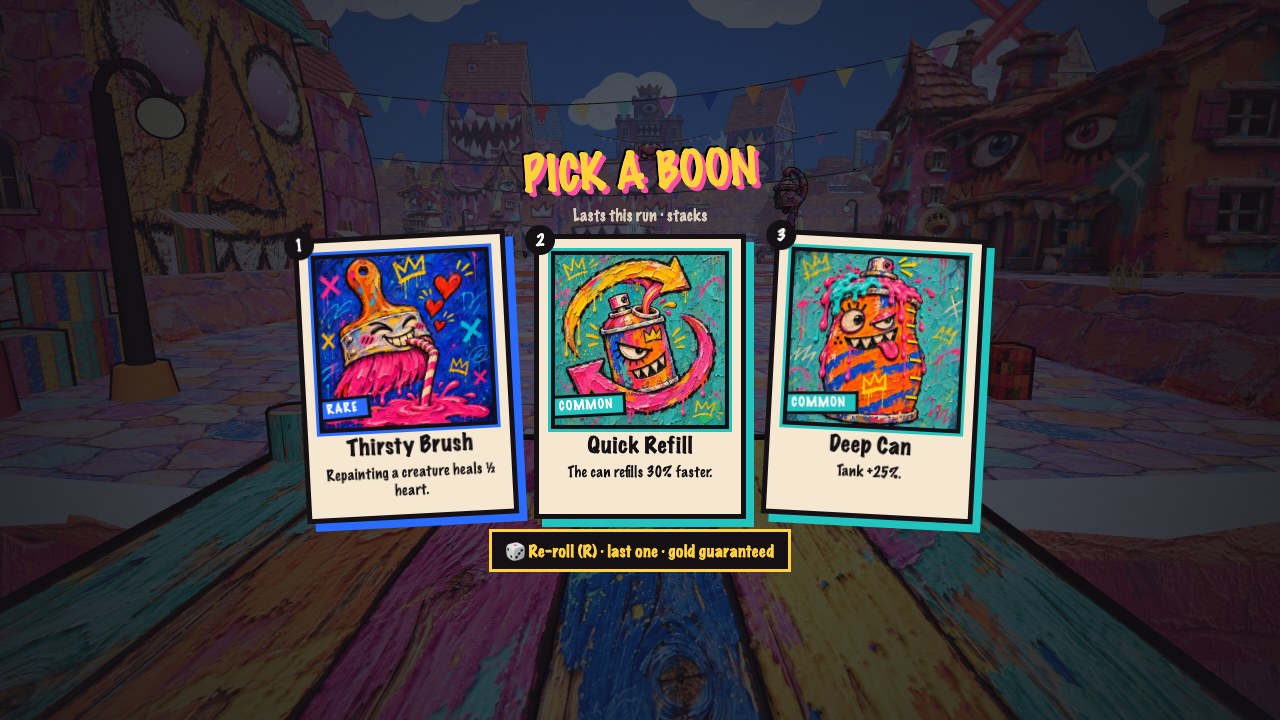 PICK A BOON
Lasts this run · stacks
1
2
3
RARE
Thirsty Brush
Repainting a creature heals ½
heart.
COMMON
Quick Refill
The can refills 30% faster.
COMMON
Deep Can
Tank +25%.
Re-roll (R) · last one · gold guaranteed